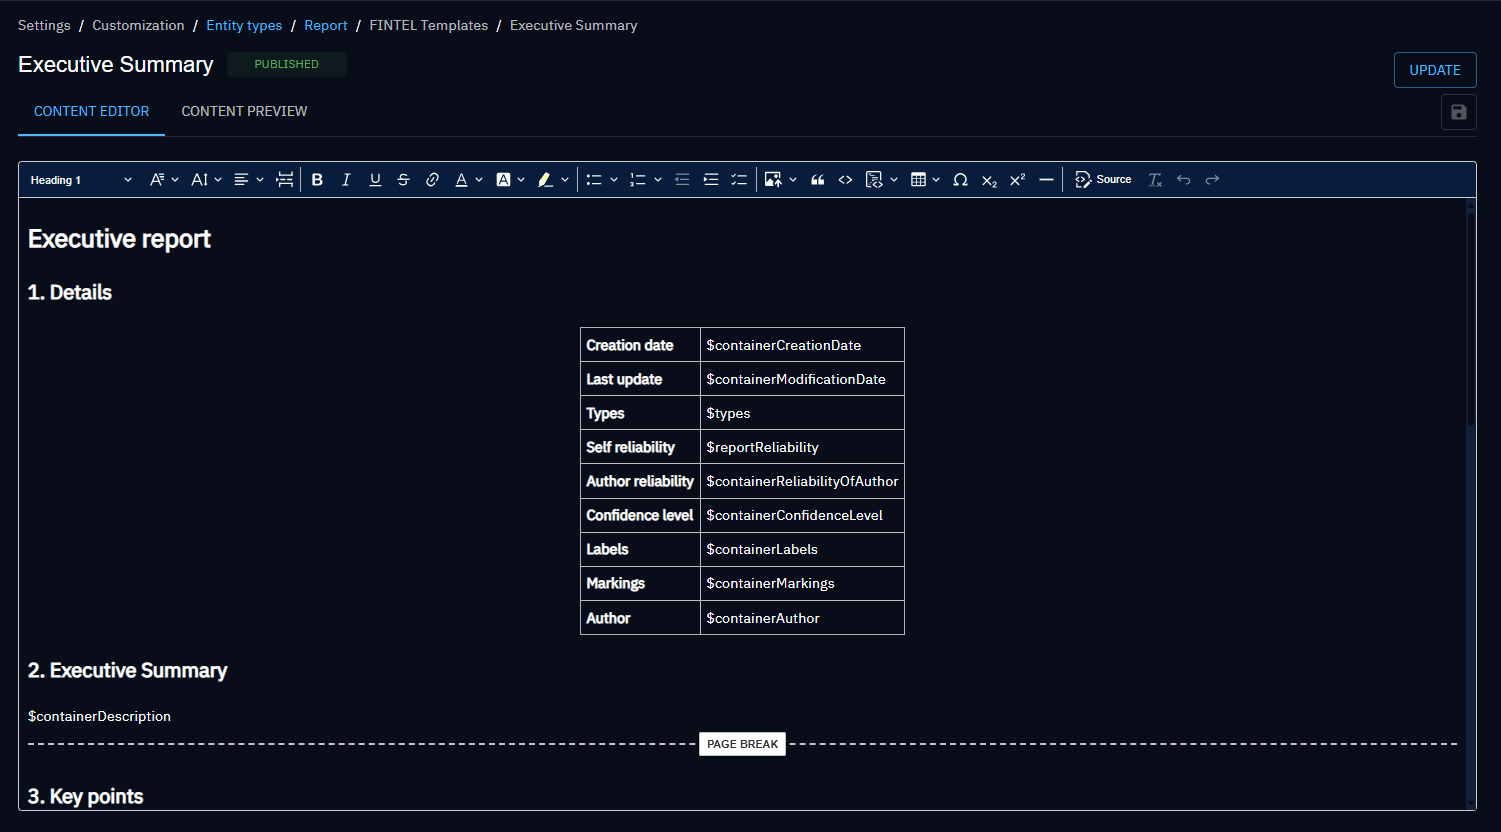 Settings / Customization / Entity types / Report / FINTEL Templates / Executive Summary
Executive Summary PUBLISHED
UPDATE
CONTENT EDITOR CONTENT PREVIEW
Heading 1 Source
Executive report
1. Details
Creation date $containerCreationDate
Last update $containerModificationDate
Types $types
Self reliability $reportReliability
Author reliability $containerReliabilityOfAuthor
Confidence level $containerConfidenceLevel
Labels $containerLabels
Markings $containerMarkings
Author $containerAuthor
2. Executive Summary
$containerDescription
PAGE BREAK
3. Key points